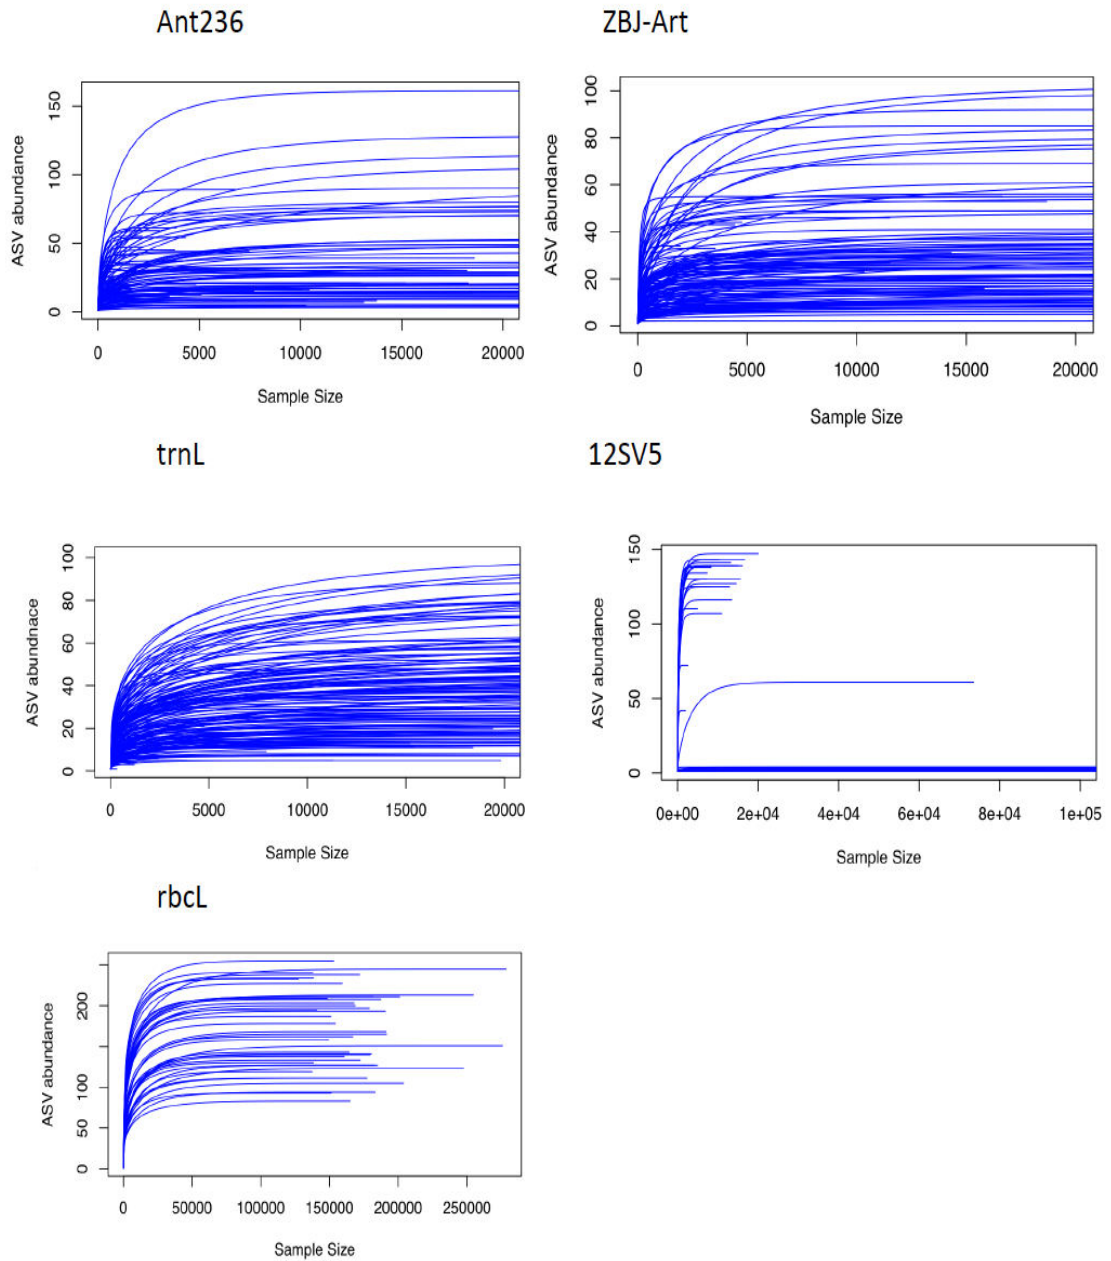 Ant236
ZBJ-Art
ASV abundance
150
100
50
0
0 5000 10000 15000 20000
Sample Size
ASV abundance
100
80
60
40
20
0
0 5000 10000 15000 20000
Sample Size
trnL
12SV5
ASV abundnace
100
80
60
40
20
0
0 5000 10000 15000 20000
Sample Size
ASV abundance
150
100
50
0
0e+00 2e+04 4e+04 6e+04 8e+04 1e+05
Sample Size
rbcL
ASV abundance
200
100
50
0
0 50000 100000 150000 200000 250000
Sample Size